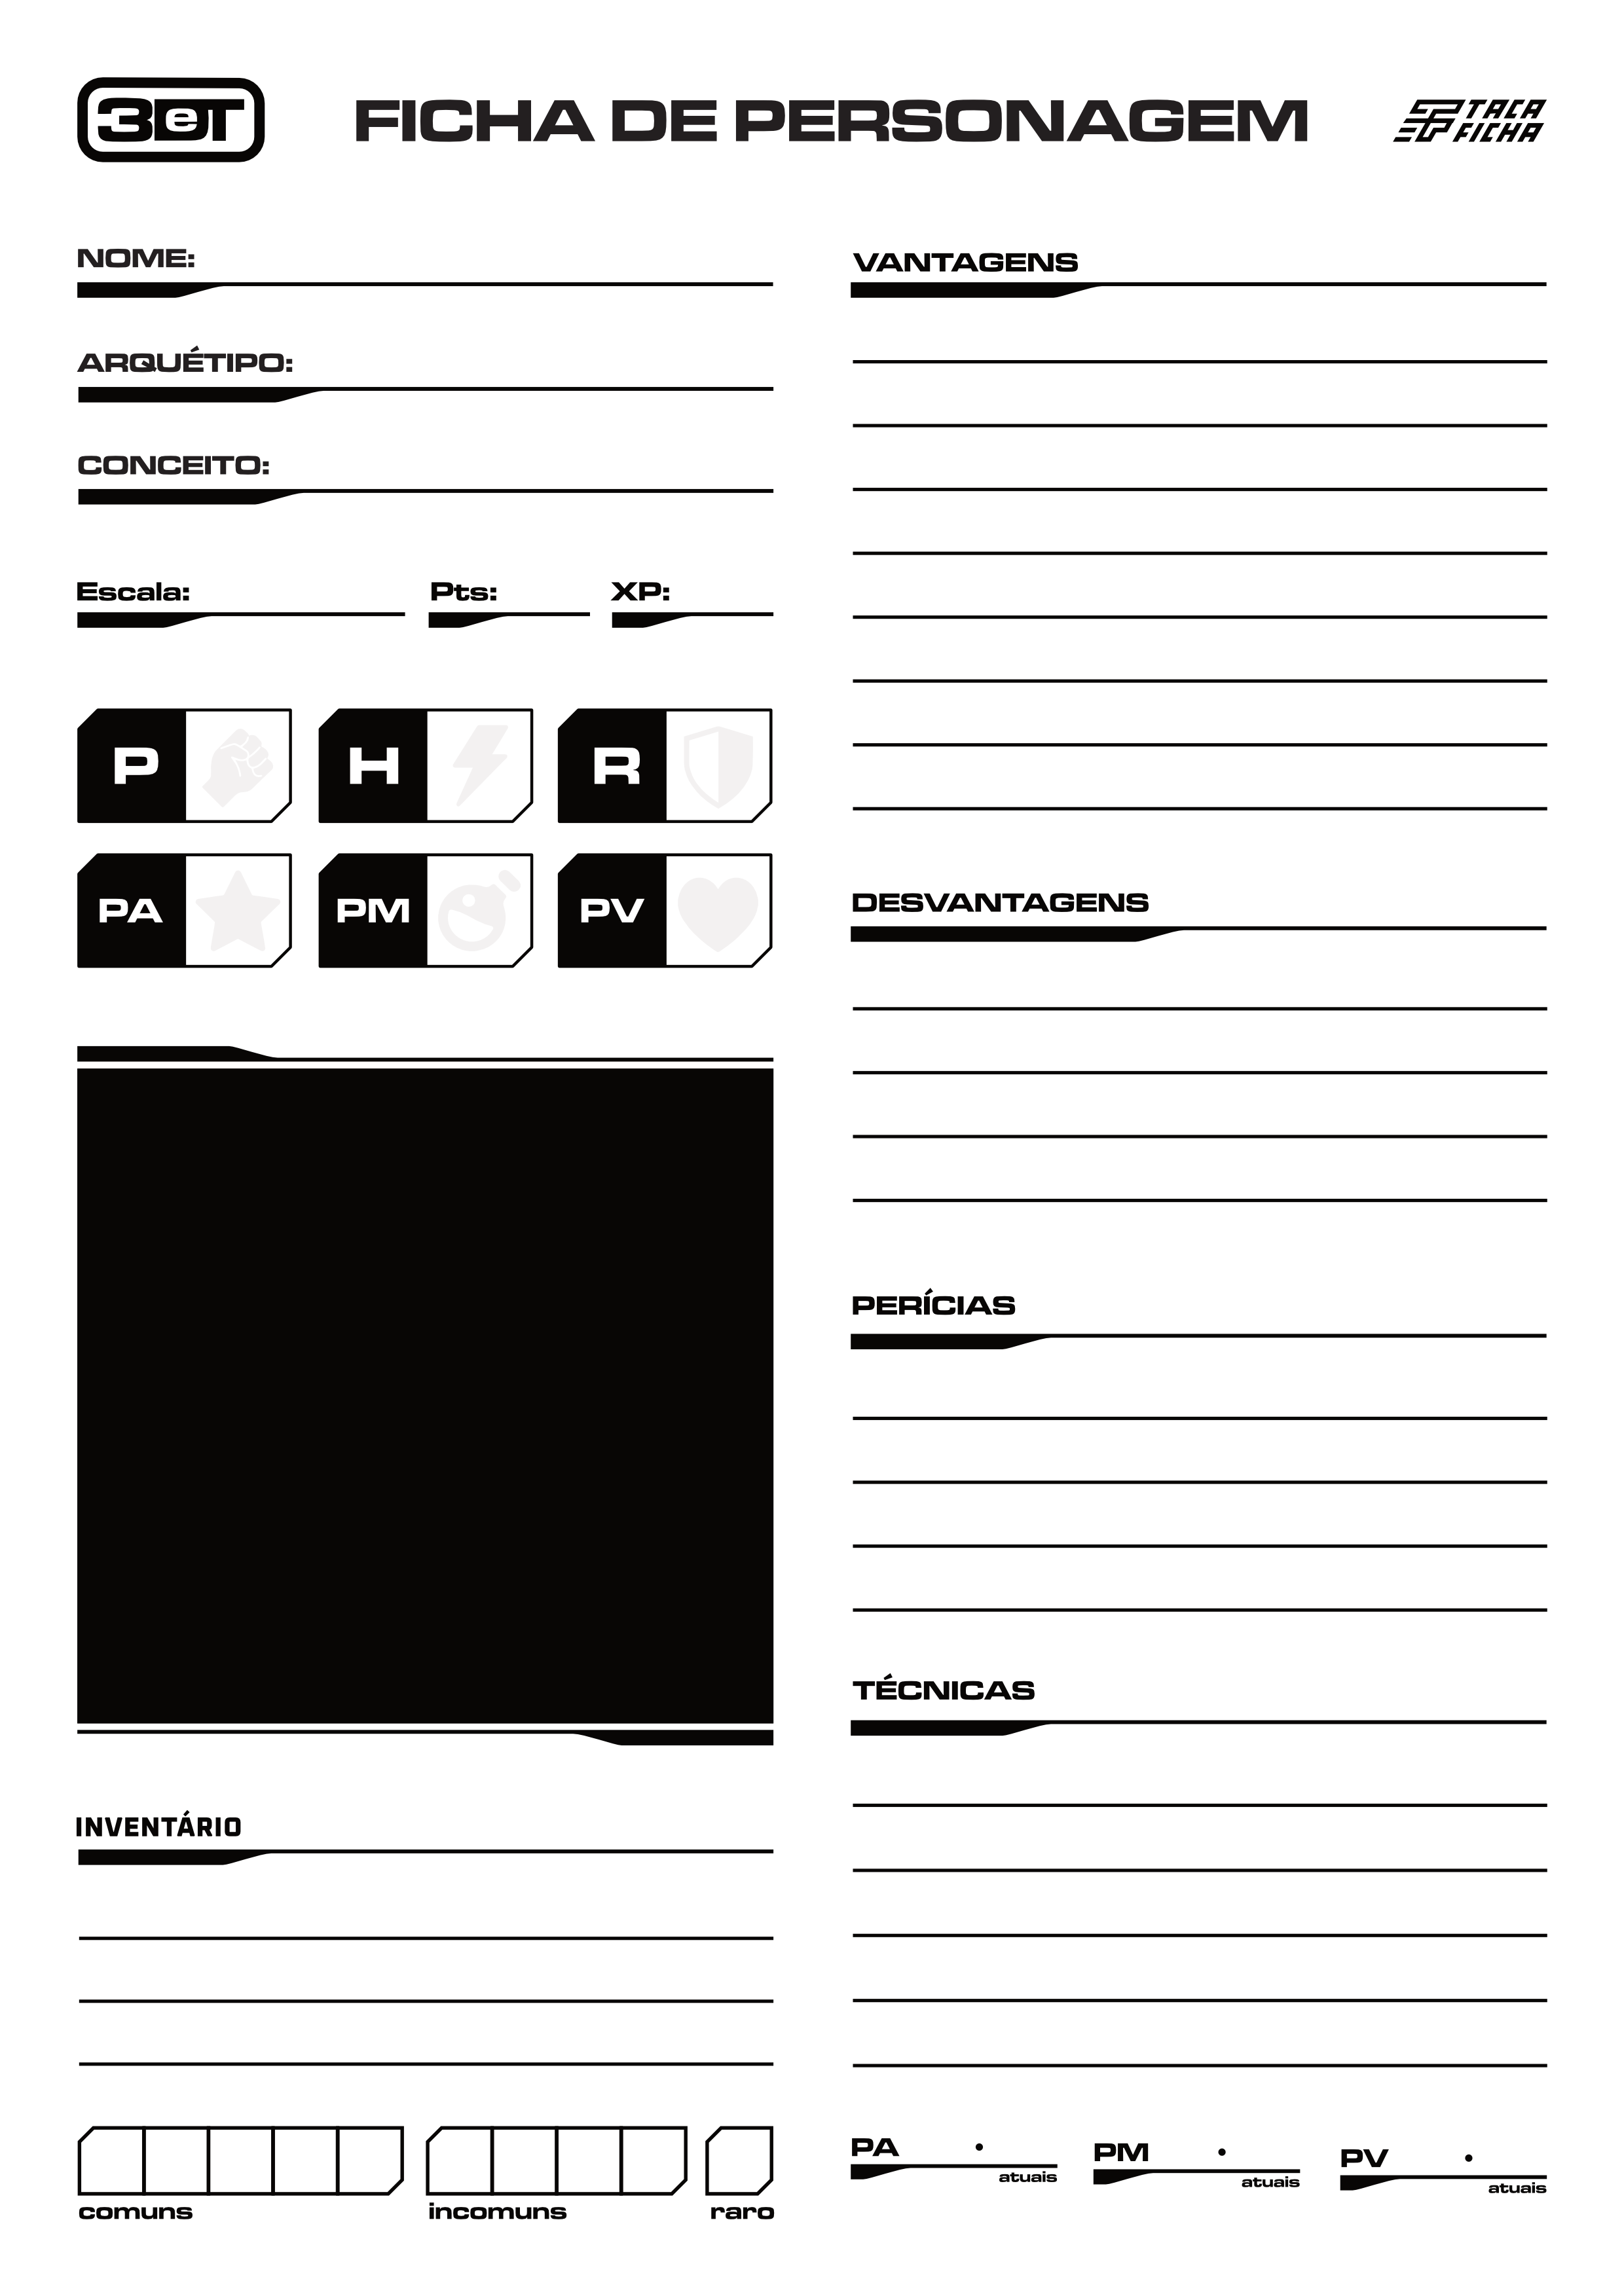 3DeT
FICHA DE PERSONAGEM
TACA
FICHA
NOME:
ARQUÉTIPO:
CONCEITO:
Escala:
Pts:
XP:
P
H
R
PA
PM
PV
INVENTÁRIO
comuns
incomuns
raro
VANTAGENS
DESVANTAGENS
PERÍCIAS
TÉCNICAS
PA
atuais
PM
atuais
PV
atuais